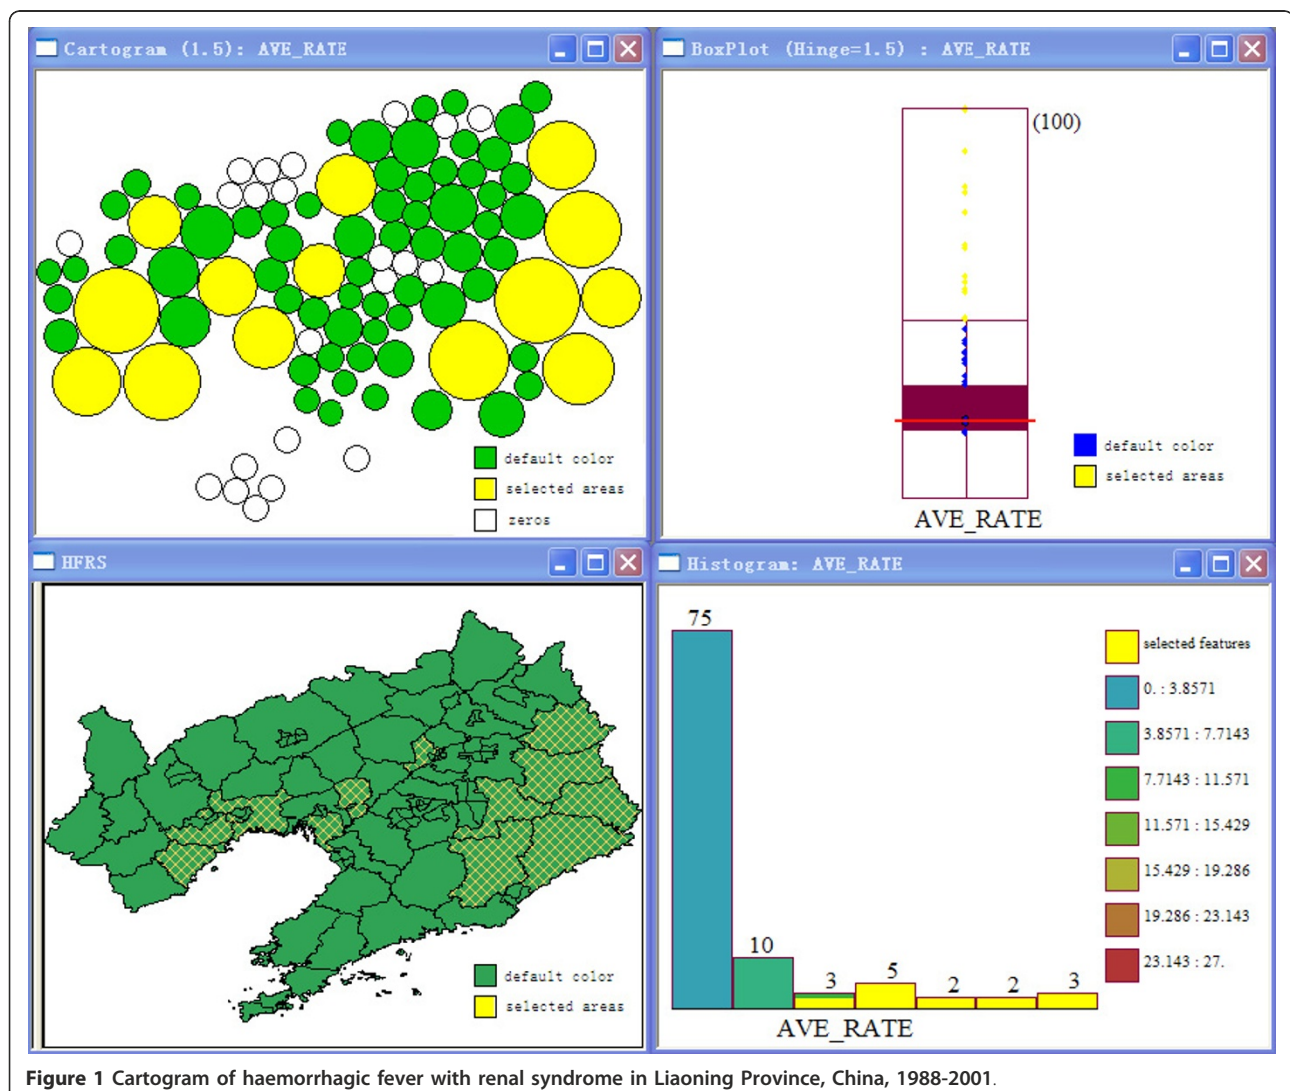 Cartogram (1.5): AVE_RATE
default color
selected areas
zeros
BoxPlot (Hinge=1.5) : AVE_RATE
(100)
default color
selected areas
AVE_RATE
HFRS
default color
selected areas
Histogram: AVE_RATE
75
10
3
5
2
2
3
selected features
0. : 3.8571
3.8571 : 7.7143
7.7143 : 11.571
11.571 : 15.429
15.429 : 19.286
19.286 : 23.143
23.143 : 27.
AVE_RATE
Figure 1 Cartogram of haemorrhagic fever with renal syndrome in Liaoning Province, China, 1988-2001.